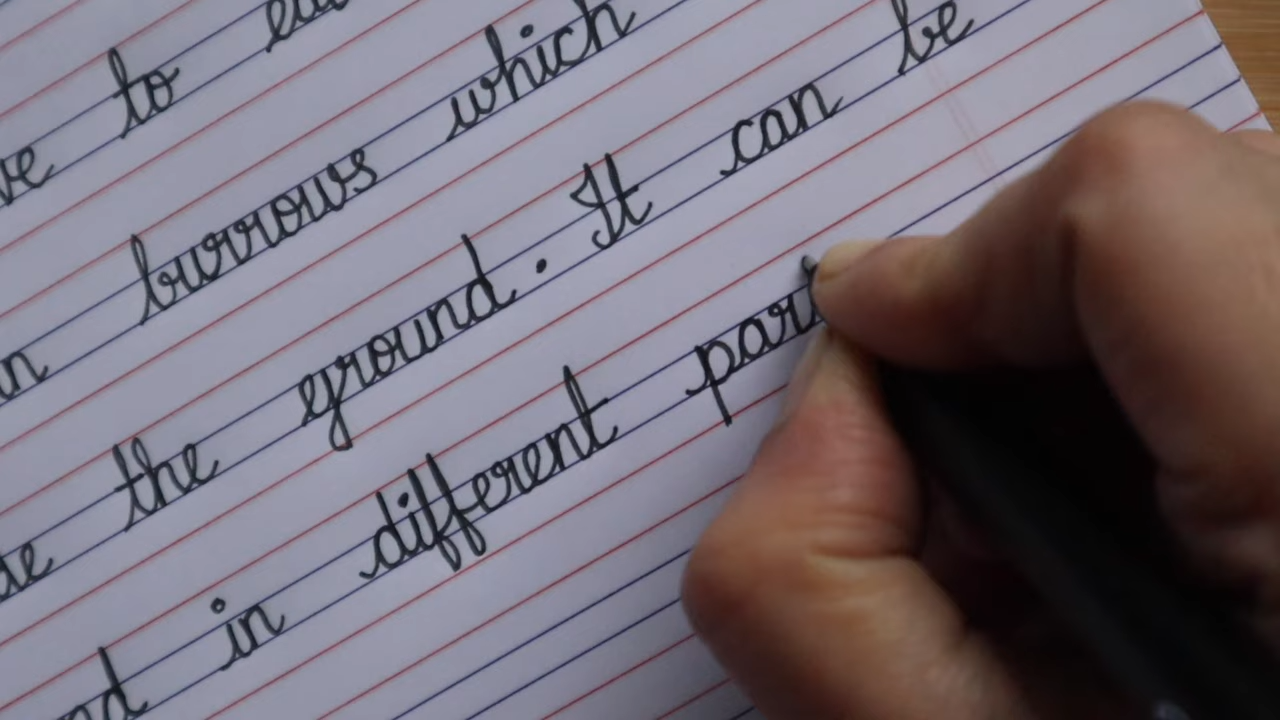 to
burrows which
the ground. It can be
in different par